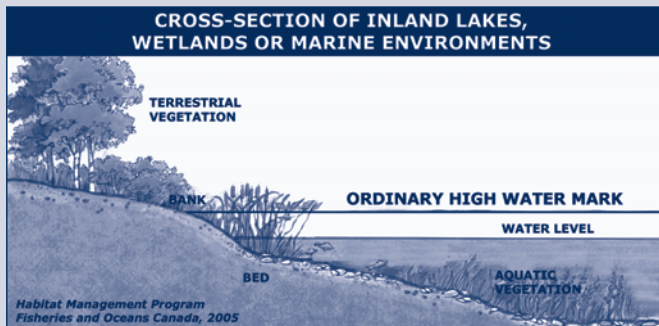 CROSS-SECTION OF INLAND LAKES,
WETLANDS OR MARINE ENVIRONMENTS
TERRESTRIAL
VEGETATION
BANK
ORDINARY HIGH WATER MARK
WATER LEVEL
BED
AQUATIC
VEGETATION
Habitat Management Program
Fisheries and Oceans Canada, 2005